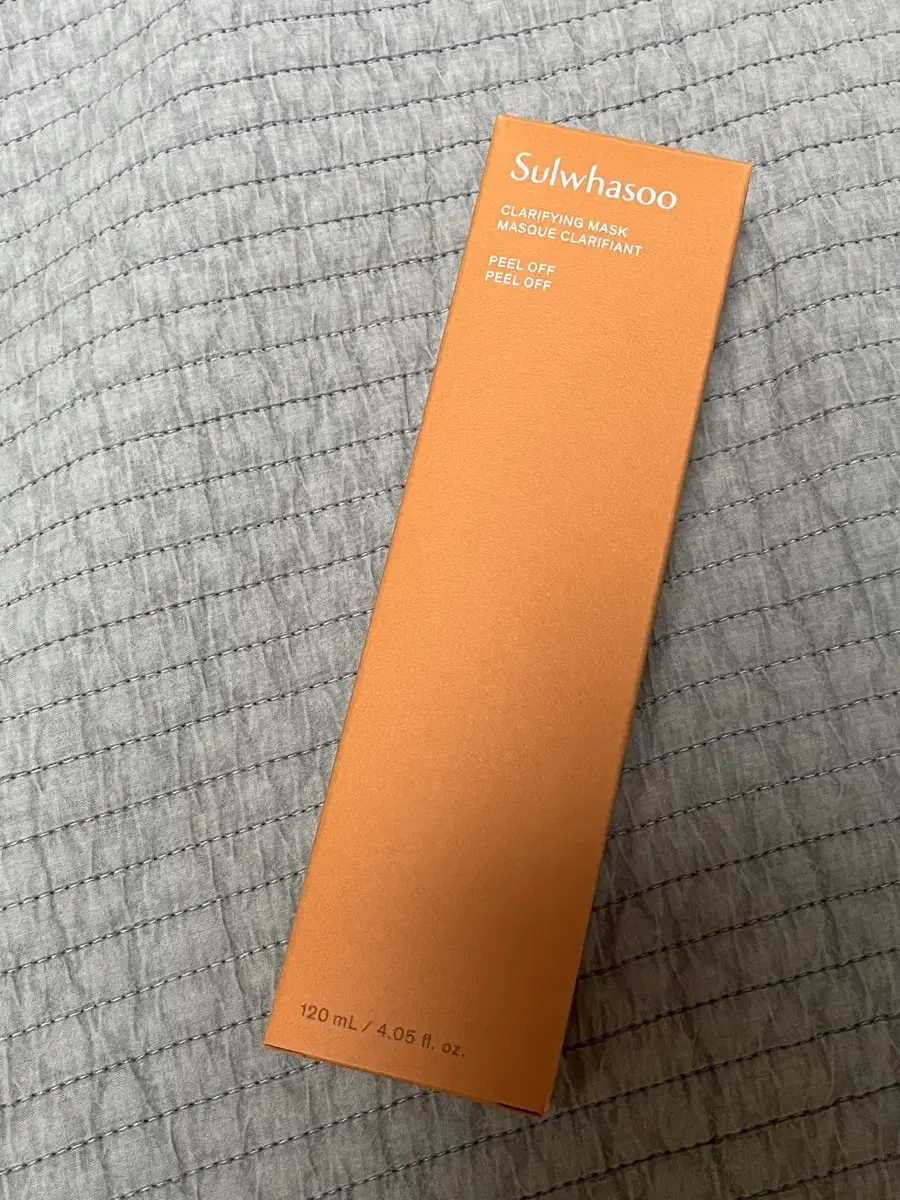 Sulwhasoo
CLARIFYING MASK
MASQUE CLARIFIANT
PEEL OFF
PEEL OFF
120 mL / 4.05 fl. oz.